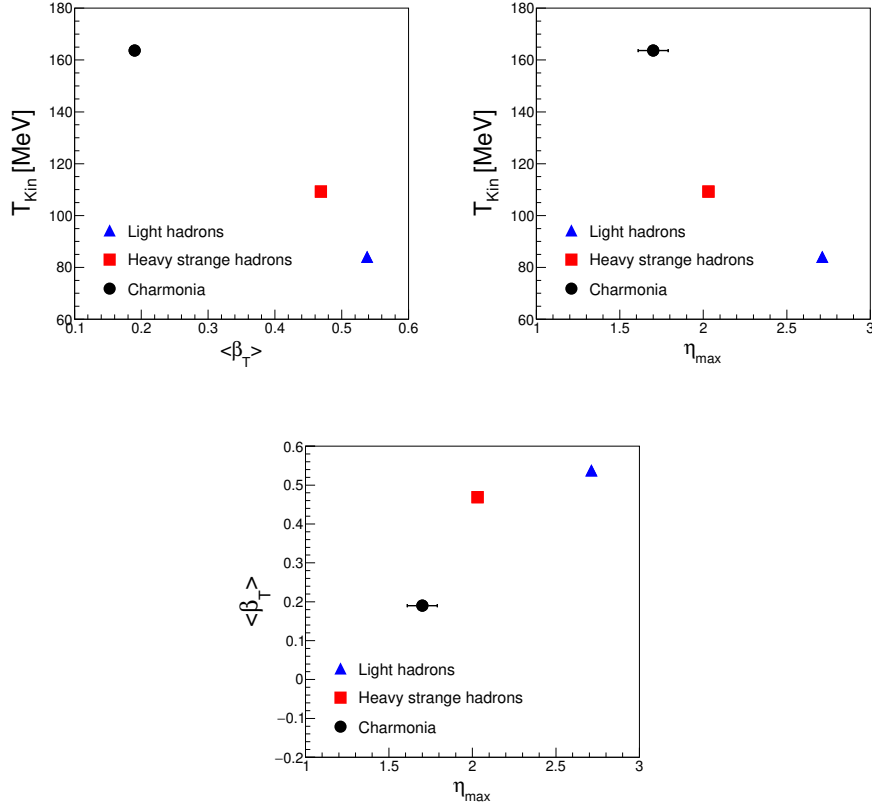 160
140
120
100
80
60
T_Kin [MeV]
Light hadrons
Heavy strange hadrons
Charmonia
0.1 0.2 0.3 0.4 0.5 0.6
<β_T>
160
140
120
100
80
60
T_Kin [MeV]
Light hadrons
Heavy strange hadrons
Charmonia
1 1.5 2 2.5 3
η_max
0.6
0.5
0.4
0.3
0.2
0.1
0
−0.1
−0.2
<β_T>
Light hadrons
Heavy strange hadrons
Charmonia
1 1.5 2 2.5 3
η_max